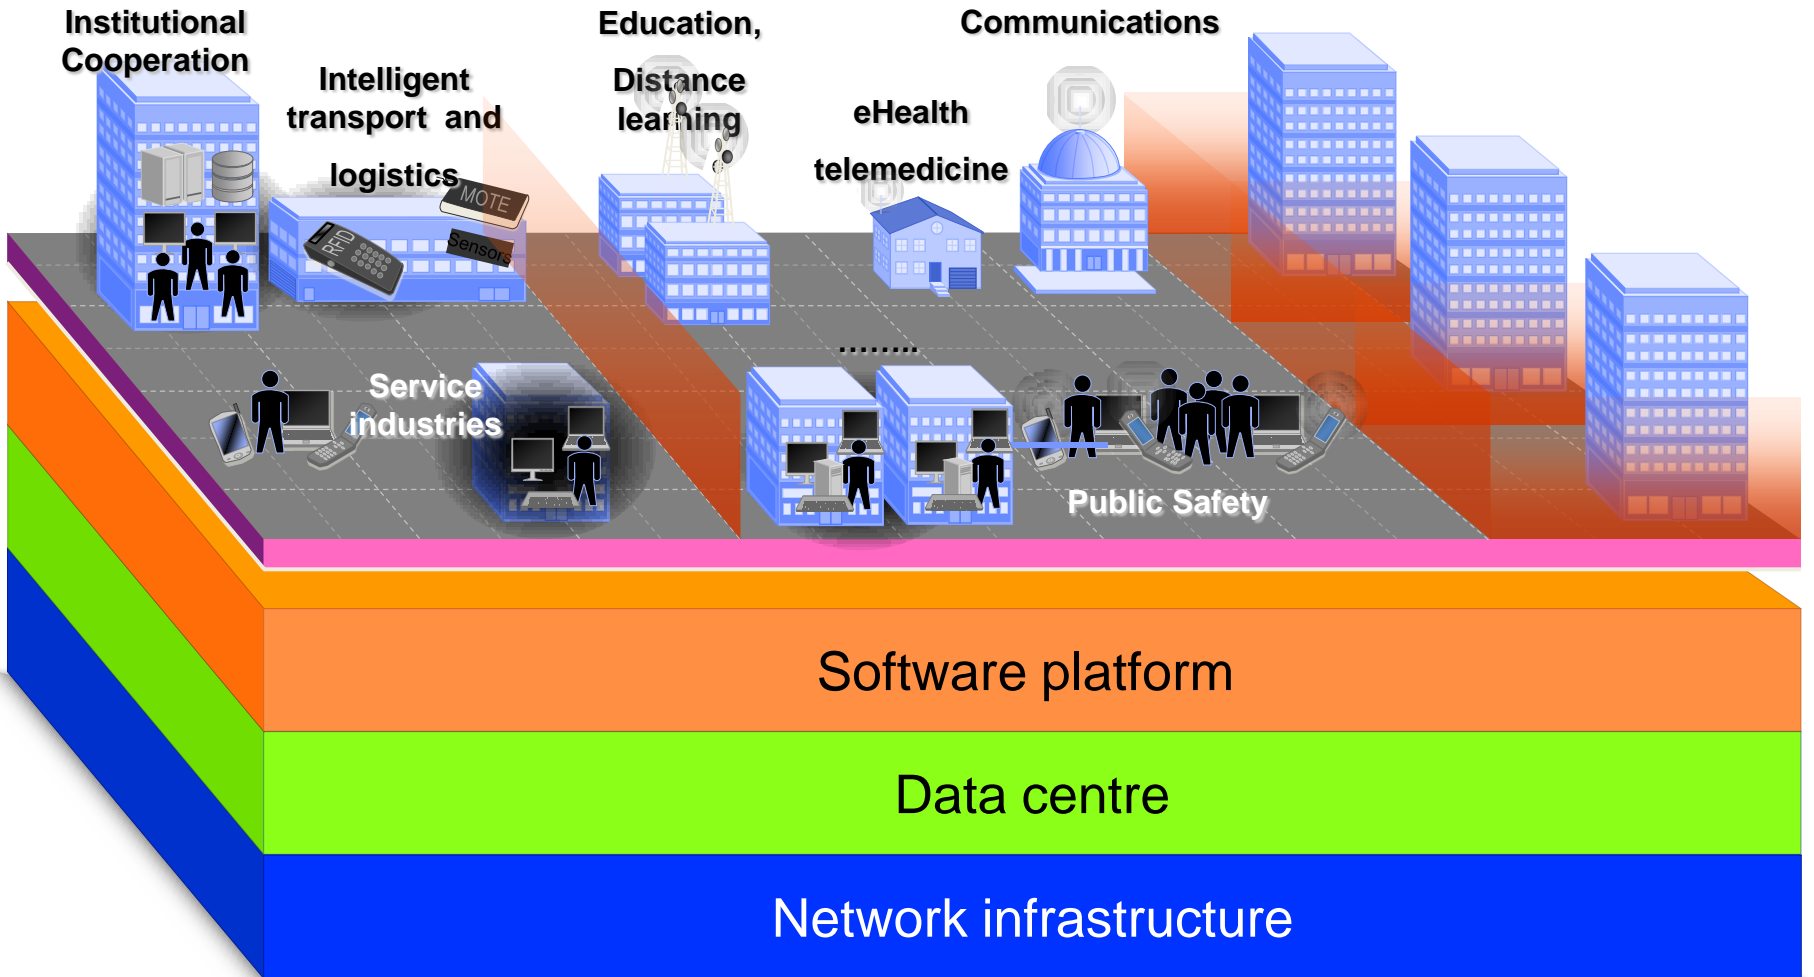 Institutional
Cooperation
Intelligent
transport and
logistics
Education,
Distance
learning
eHealth
telemedicine
Communications
MOTE
RFID
Sensors
........
Service
industries
Public Safety
Software platform
Data centre
Network infrastructure